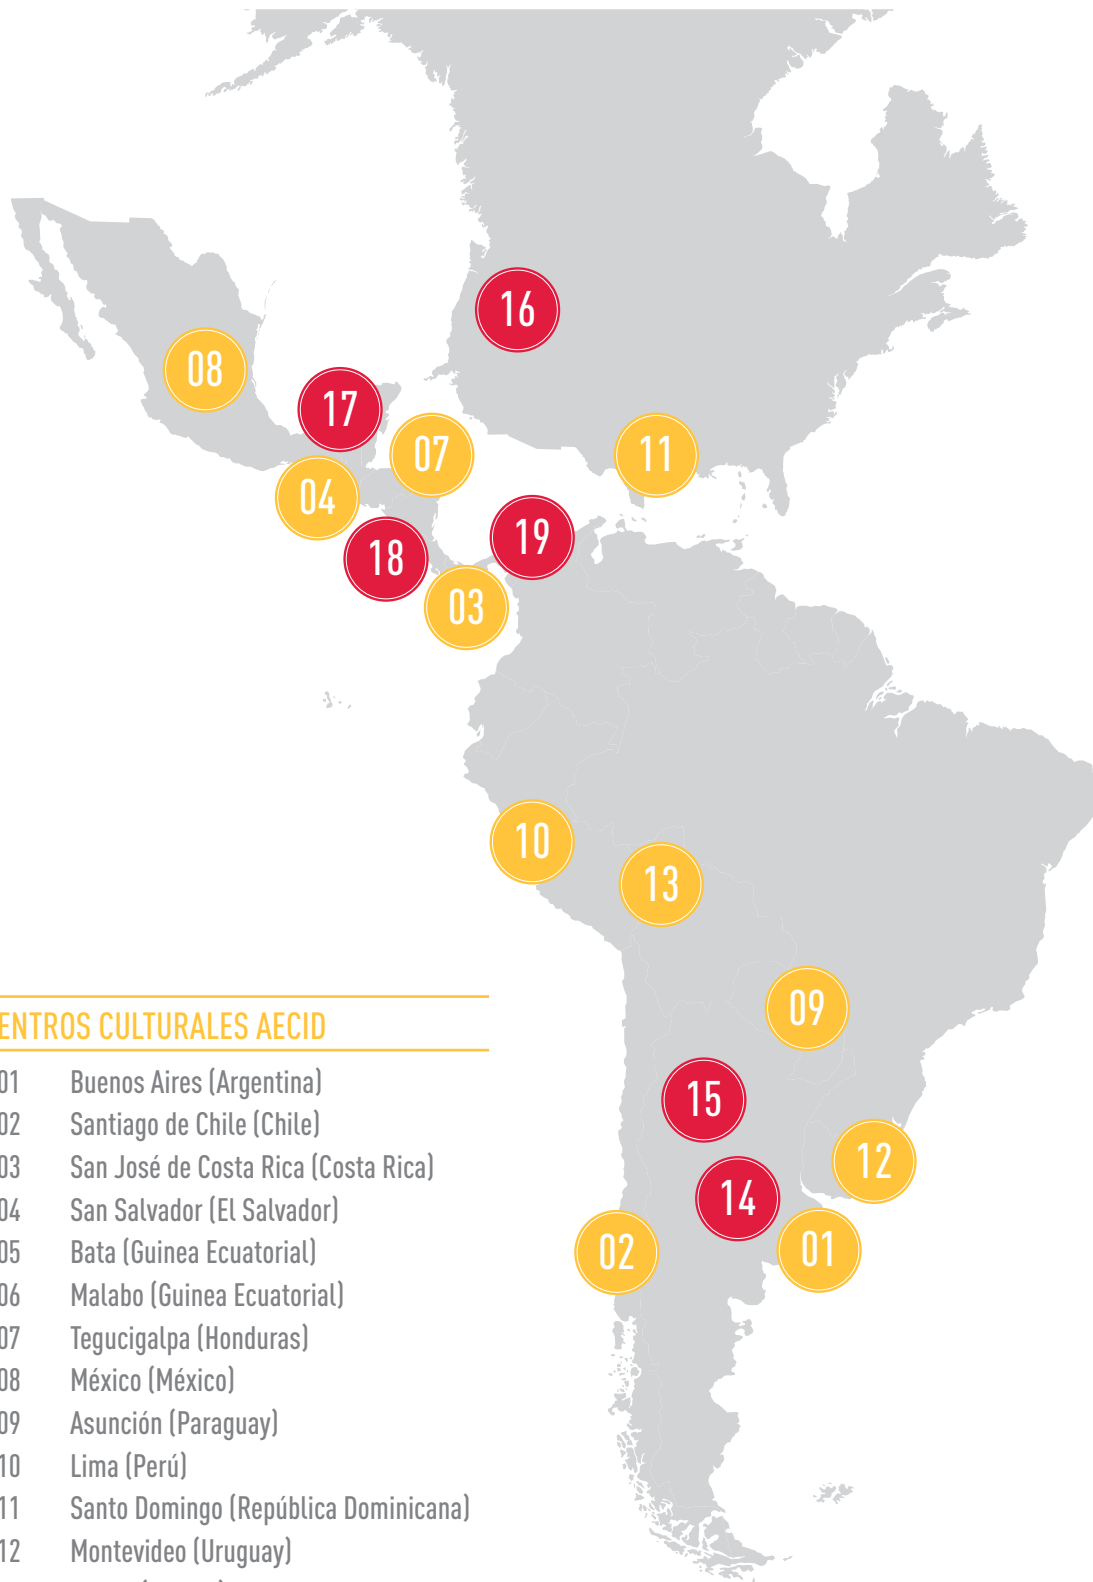 16
08
17
07
11
04
19
18
03
10
13
09
15
12
14
02
01
ENTROS CULTURALES AECID
01 Buenos Aires (Argentina)
02 Santiago de Chile (Chile)
03 San José de Costa Rica (Costa Rica)
04 San Salvador (El Salvador)
05 Bata (Guinea Ecuatorial)
06 Malabo (Guinea Ecuatorial)
07 Tegucigalpa (Honduras)
08 México (México)
09 Asunción (Paraguay)
10 Lima (Perú)
11 Santo Domingo (República Dominicana)
12 Montevideo (Uruguay)